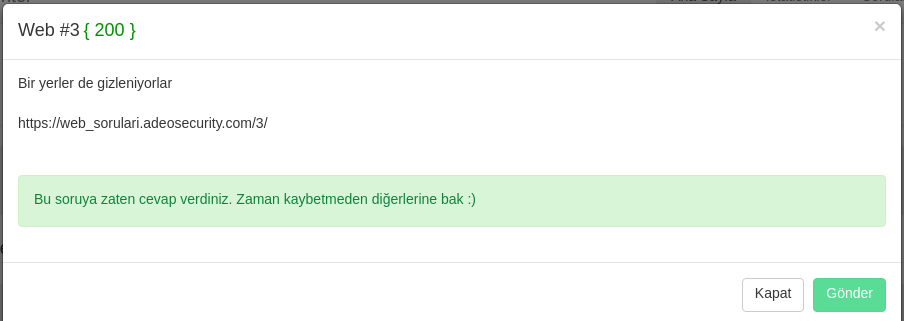 Web #3 { 200 }
×
Bir yerler de gizleniyorlar
https://web_sorulari.adeosecurity.com/3/
Bu soruya zaten cevap verdiniz. Zaman kaybetmeden diğerlerine bak :)
Kapat
Gönder